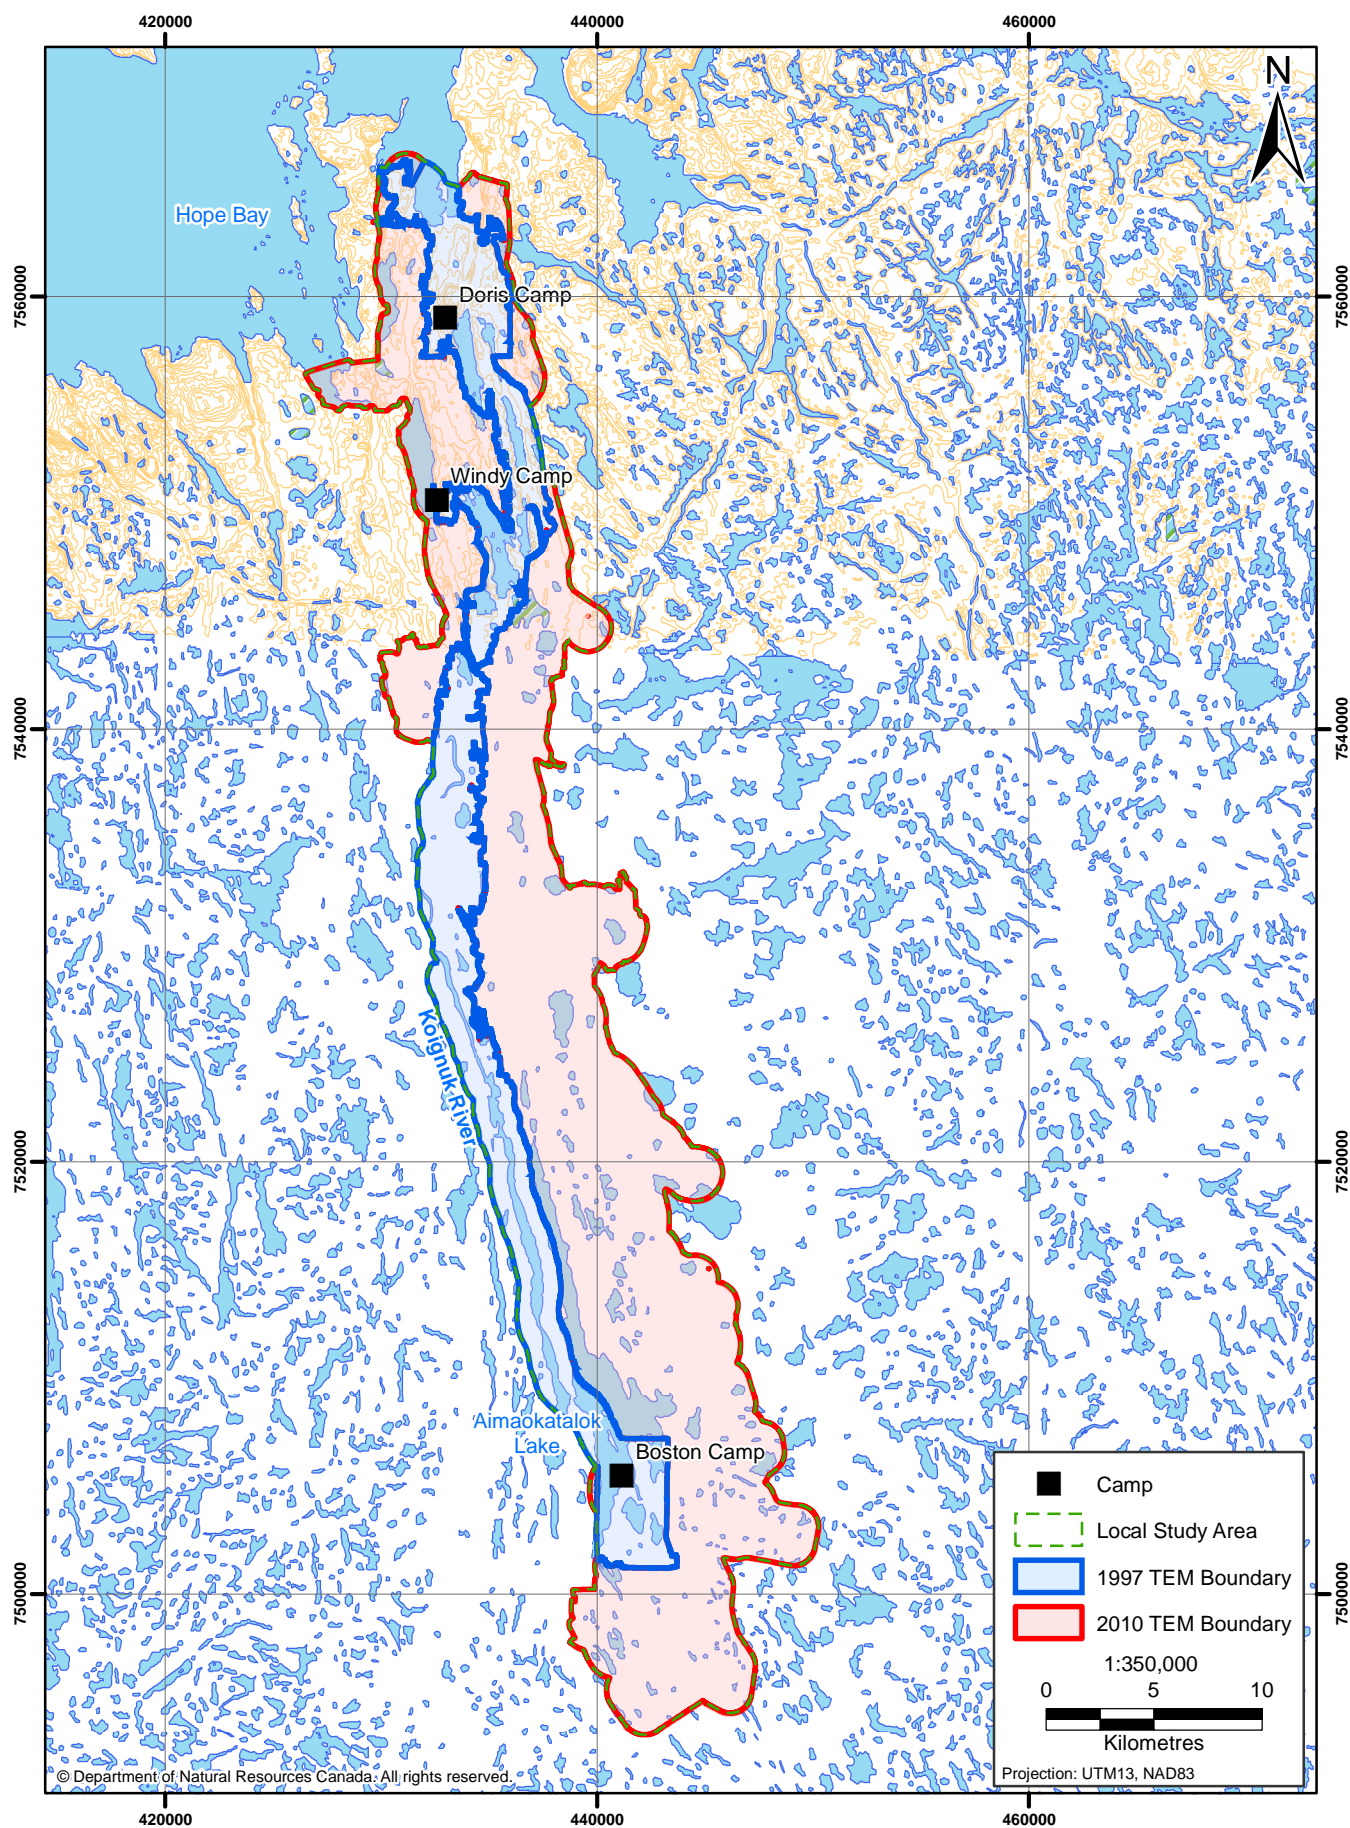 420000
440000
460000
N
Hope Bay
7560000
Doris Camp
7560000
Windy Camp
7540000
7540000
Koignuk River
7520000
7520000
Aimaokatalok
Lake
Boston Camp
7500000
7500000
Camp
Local Study Area
1997 TEM Boundary
2010 TEM Boundary
1:350,000
0 5 10
Kilometres
Projection: UTM13, NAD83
© Department of Natural Resources Canada. All rights reserved.
420000
440000
460000